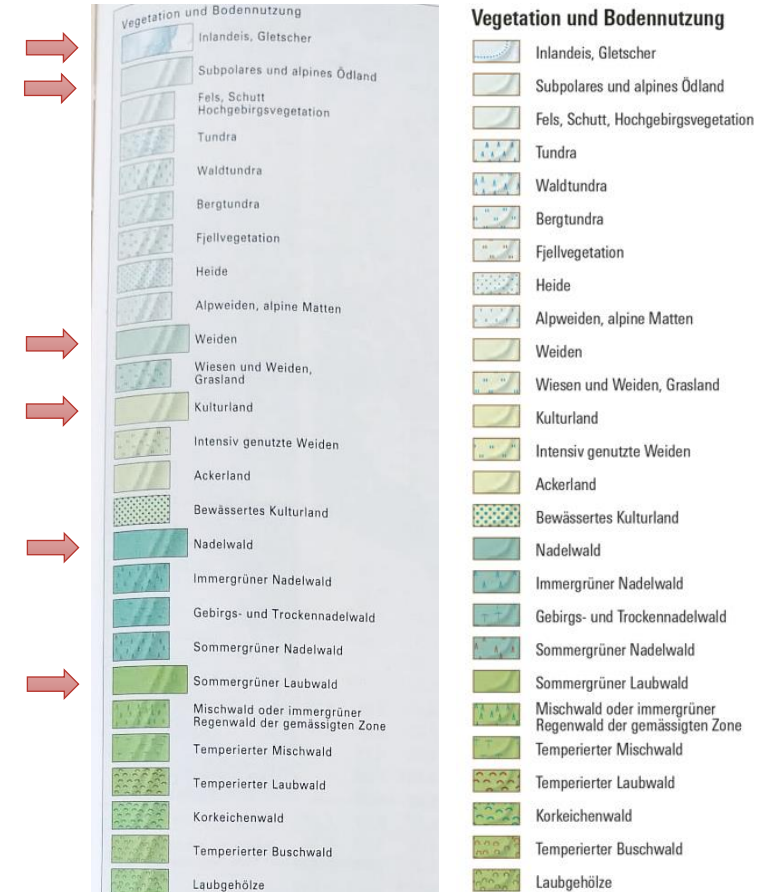 Vegetation und Bodennutzung
Inlandeis, Gletscher
Subpolares und alpines Ödland
Fels, Schutt
Hochgebirgsvegetation
Tundra
Waldtundra
Bergtundra
Fjellvegetation
Heide
Alpweiden, alpine Matten
Weiden
Wiesen und Weiden,
Grasland
Kulturland
Intensiv genutzte Weiden
Ackerland
Bewässertes Kulturland
Nadelwald
Immergrüner Nadelwald
Gebirgs- und Trockennadelwald
Sommergrüner Nadelwald
Sommergrüner Laubwald
Mischwald oder immergrüner
Regenwald der gemässigten Zone
Temperierter Mischwald
Temperierter Laubwald
Korkeichenwald
Temperierter Buschwald
Laubgehölze
Vegetation und Bodennutzung
Inlandeis, Gletscher
Subpolares und alpines Ödland
Fels, Schutt, Hochgebirgsvegetation
Tundra
Waldtundra
Bergtundra
Fjellvegetation
Heide
Alpweiden, alpine Matten
Weiden
Wiesen und Weiden, Grasland
Kulturland
Intensiv genutzte Weiden
Ackerland
Bewässertes Kulturland
Nadelwald
Immergrüner Nadelwald
Gebirgs- und Trockennadelwald
Sommergrüner Nadelwald
Sommergrüner Laubwald
Mischwald oder immergrüner
Regenwald der gemässigten Zone
Temperierter Mischwald
Temperierter Laubwald
Korkeichenwald
Temperierter Buschwald
Laubgehölze